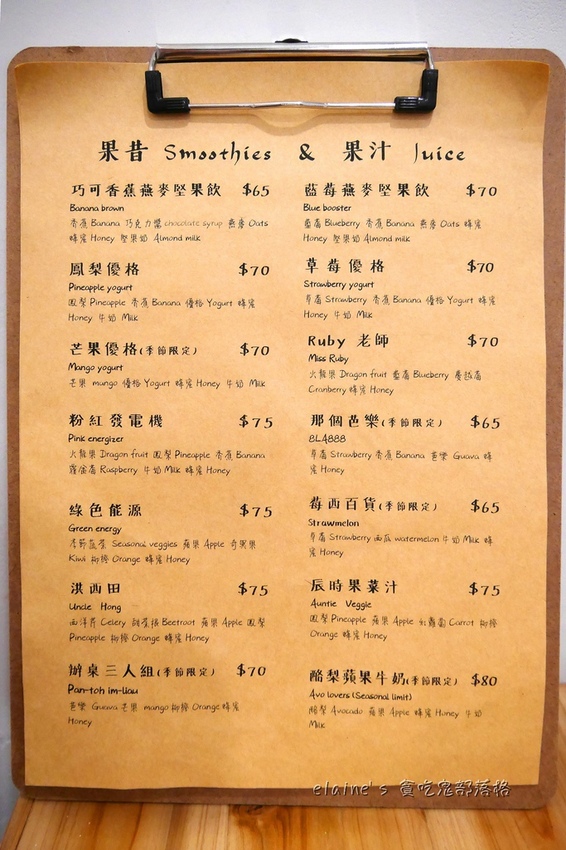 果昔 Smoothies & 果汁 Juice
巧可香蕉燕麥堅果飲 $65
Banana brown
香蕉 Banana 巧克力醬 chocolate syrup 燕麥 Oats
蜂蜜 Honey 堅果奶 Almond milk
鳳梨優格 $70
Pineapple yogurt
鳳梨 Pineapple 香蕉 Banana 優格 Yogurt 蜂蜜
Honey 牛奶 Milk
芒果優格(季節限定) $70
Mango yogurt
芒果 mango 優格 Yogurt 蜂蜜 Honey 牛奶 Milk
粉紅發電機 $75
Pink energizer
火龍果 Dragon fruit 鳳梨 Pineapple 香蕉 Banana
覆盆莓 Raspberry 牛奶 Milk 蜂蜜 Honey
綠色能源 $75
Green energy
季節蔬菜 Seasonal veggies 蘋果 Apple 奇異果
Kiwi 柳橙 Orange 蜂蜜 Honey
洪西田 $75
Uncle Hong
西洋芹 Celery 甜菜根 Beetroot 蘋果 Apple 鳳梨
Pineapple 柳橙 Orange 蜂蜜 Honey
辦桌三人組(季節限定) $70
Pan-toh im-liau
芭樂 Guava 芒果 mango 柳橙 Orange 蜂蜜
Honey
藍莓燕麥堅果飲 $70
Blue booster
藍莓 Blueberry 香蕉 Banana 燕麥 Oats 蜂蜜
Honey 堅果奶 Almond milk
草莓優格 $70
Strawberry yogurt
草莓 Strawberry 香蕉 Banana 優格 Yogurt 蜂蜜
Honey 牛奶 Milk
Ruby 老師 $70
Miss Ruby
火龍果 Dragon fruit 藍莓 Blueberry 蔓越莓
Cranberry 蜂蜜 Honey
那個芭樂(季節限定) $65
8L4888
草莓 Strawberry 香蕉 Banana 芭樂 Guava 蜂
蜜 Honey
莓西百貨(季節限定) $65
Strawmelon
草莓 Strawberry 西瓜 watermelon 牛奶 Milk 蜂
蜜 Honey
辰時果菜汁 $75
Auntie Veggie
鳳梨 Pineapple 蘋果 Apple 紅蘿蔔 Carrot 柳橙
Orange 蜂蜜 Honey
酪梨蘋果牛奶(季節限定) $80
Avo lovers (Seasonal limit)
酪梨 Avocado 蘋果 Apple 蜂蜜 Honey 牛奶
Milk
elaine's 貪吃鬼部落格